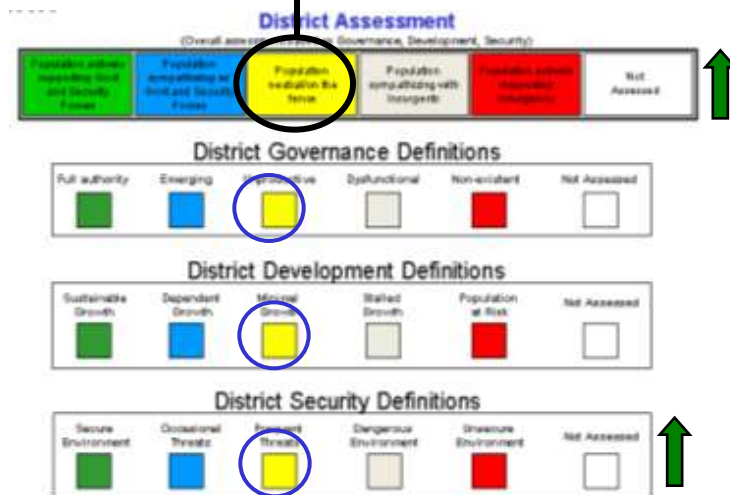 District Assessment
(Overall assessment Governance, Development, Security)
Population actively
supporting Govt
and Security
Forces
Population
sympathizing w/
Govt and Security
Forces
Population
neutral/on the
fence
Population
sympathizing with
Insurgents
Population actively
supporting
Insurgency
Not
Assessed
District Governance Definitions
Full authority Emerging Unproductive Dysfunctional Non-existent Not Assessed
District Development Definitions
Sustainable Dependent Minimal Stalled Population Not Assessed
Growth Growth Growth Growth at Risk
District Security Definitions
Secure Occasional Frequent Dangerous Unsecure Not Assessed
Environment Threats Threats Environment Environment